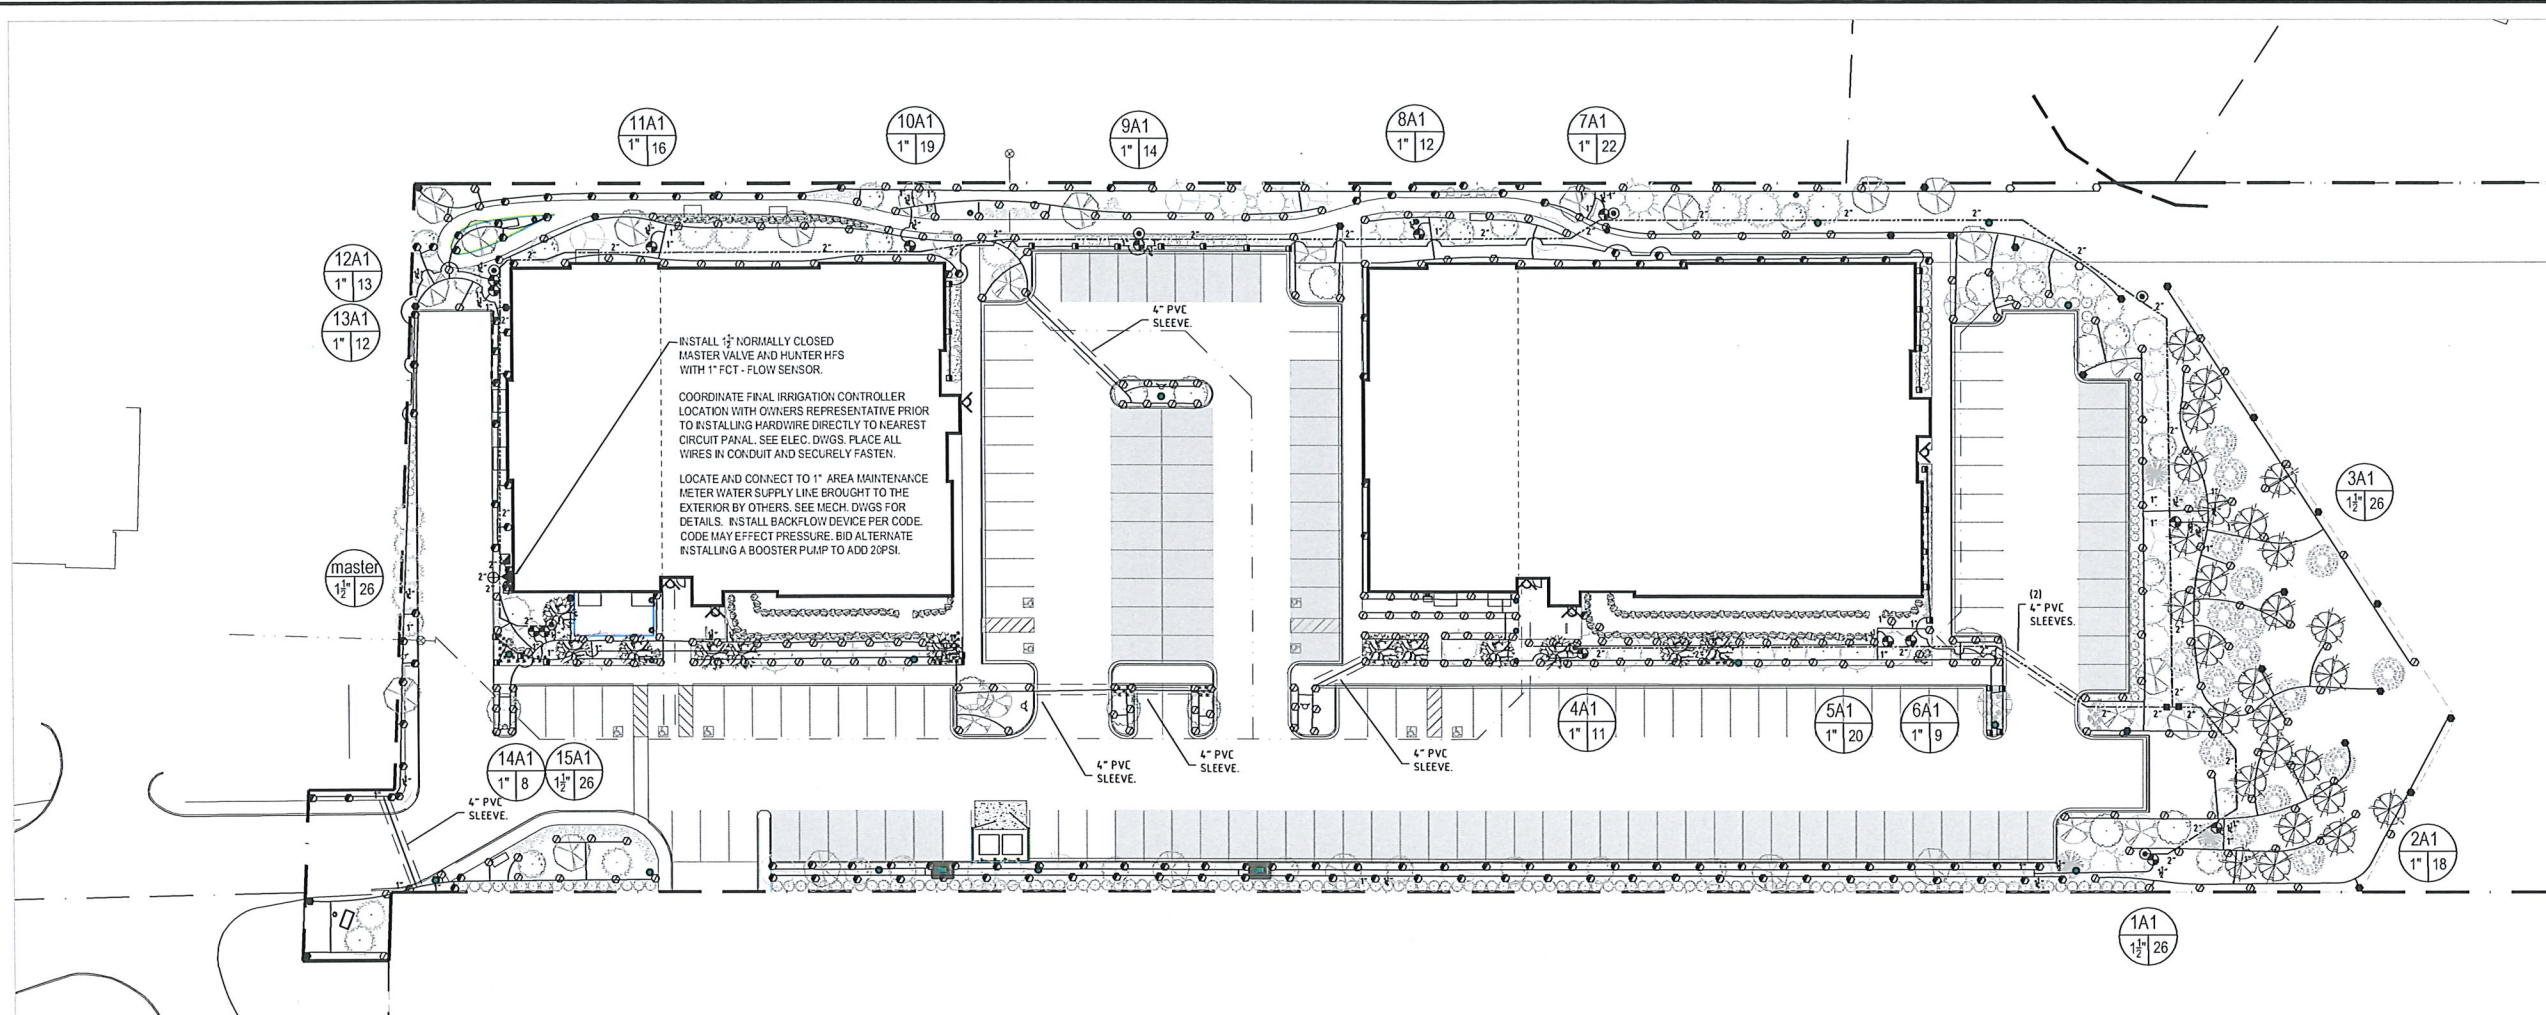 11A1
1" 16
10A1
1" 19
9A1
1" 14
8A1
1" 12
7A1
1" 22
12A1
1" 13
13A1
1" 12
4" PVC
SLEEVE.
INSTALL 1½" NORMALLY CLOSED
MASTER VALVE AND HUNTER HFS
WITH 1" FCT - FLOW SENSOR.
COORDINATE FINAL IRRIGATION CONTROLLER
LOCATION WITH OWNERS REPRESENTATIVE PRIOR
TO INSTALLING HARDWIRE DIRECTLY TO NEAREST
CIRCUIT PANAL. SEE ELEC. DWGS. PLACE ALL
WIRES IN CONDUIT AND SECURELY FASTEN.
LOCATE AND CONNECT TO 1" AREA MAINTENANCE
METER WATER SUPPLY LINE BROUGHT TO THE
EXTERIOR BY OTHERS. SEE MECH. DWGS FOR
DETAILS. INSTALL BACKFLOW DEVICE PER CODE.
CODE MAY EFFECT PRESSURE. BID ALTERNATE
INSTALLING A BOOSTER PUMP TO ADD 20PSI.
3A1
1½" 26
master
1½" 26
(2)
4" PVC
SLEEVES.
4A1
1" 11
5A1
1" 20
6A1
1" 9
14A1
1" 8
15A1
1½" 26
4" PVC
SLEEVE.
4" PVC
SLEEVE.
4" PVC
SLEEVE.
4" PVC
SLEEVE.
2A1
1" 18
1A1
1½" 26